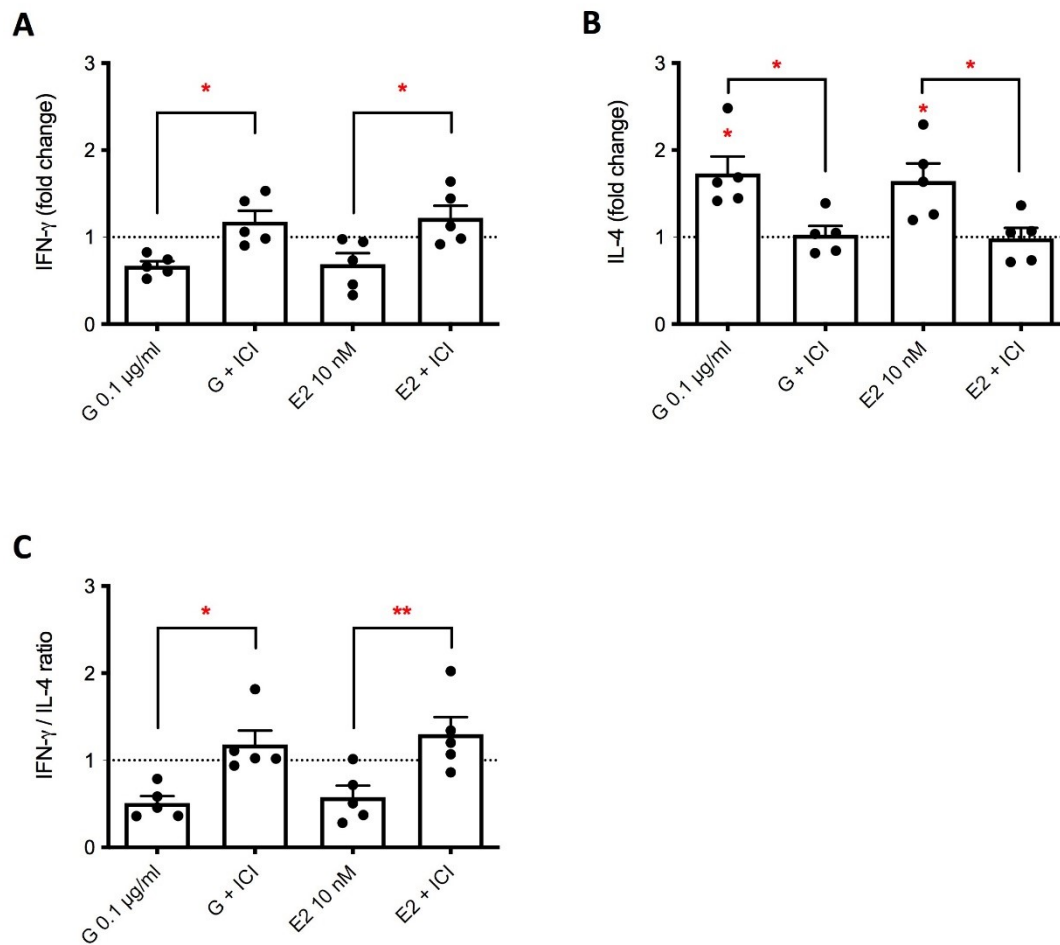 A
IFN-γ (fold change)
3
2
1
0
*
*
G 0.1 µg/ml
G + ICI
E2 10 nM
E2 + ICI
B
IL-4 (fold change)
3
2
1
0
*
*
*
*
G 0.1 µg/ml
G + ICI
E2 10 nM
E2 + ICI
C
IFN-γ / IL-4 ratio
3
2
1
0
*
**
G 0.1 µg/ml
G + ICI
E2 10 nM
E2 + ICI